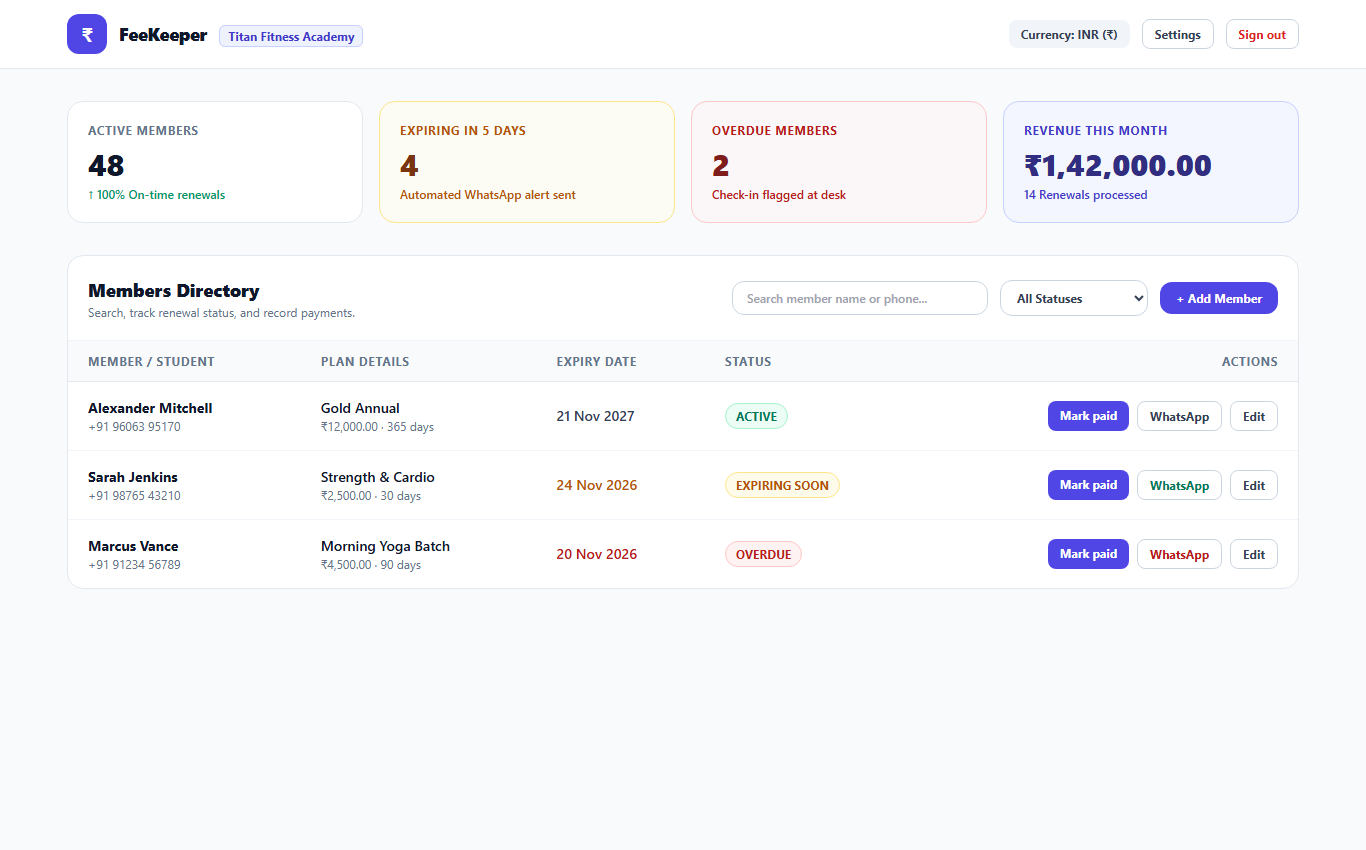 ₹ FeeKeeper Titan Fitness Academy Currency: INR (₹) Settings Sign out
ACTIVE MEMBERS
48
↑ 100% On-time renewals
EXPIRING IN 5 DAYS
4
Automated WhatsApp alert sent
OVERDUE MEMBERS
2
Check-in flagged at desk
REVENUE THIS MONTH
₹1,42,000.00
14 Renewals processed
Members Directory
Search, track renewal status, and record payments.
Search member name or phone... All Statuses + Add Member
MEMBER / STUDENT PLAN DETAILS EXPIRY DATE STATUS ACTIONS
Alexander Mitchell Gold Annual 21 Nov 2027 ACTIVE Mark paid WhatsApp Edit
+91 96063 95170 ₹12,000.00 · 365 days
Sarah Jenkins Strength & Cardio 24 Nov 2026 EXPIRING SOON Mark paid WhatsApp Edit
+91 98765 43210 ₹2,500.00 · 30 days
Marcus Vance Morning Yoga Batch 20 Nov 2026 OVERDUE Mark paid WhatsApp Edit
+91 91234 56789 ₹4,500.00 · 90 days